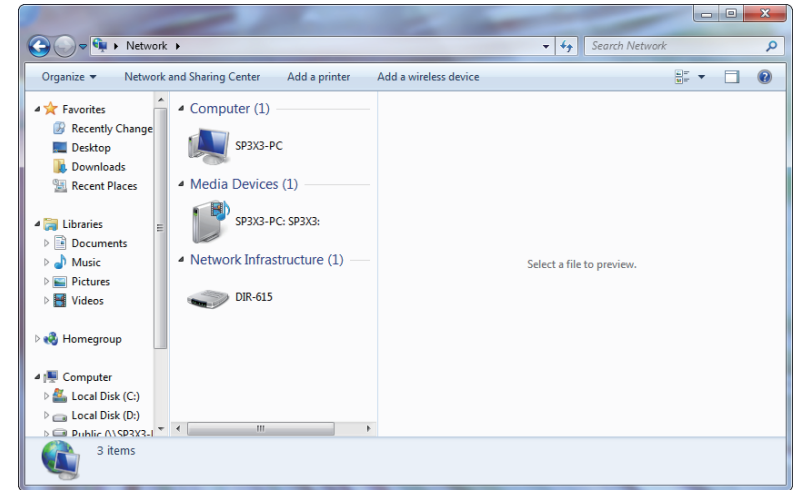 Network
Search Network
Organize
Network and Sharing Center
Add a printer
Add a wireless device
Favorites
Recently Change
Desktop
Downloads
Recent Places
Libraries
Documents
Music
Pictures
Videos
Homegroup
Computer
Local Disk (C:)
Local Disk (D:)
Public (\\SP3X3-
Computer (1)
SP3X3-PC
Media Devices (1)
SP3X3-PC: SP3X3:
Network Infrastructure (1)
DIR-615
Select a file to preview.
3 items